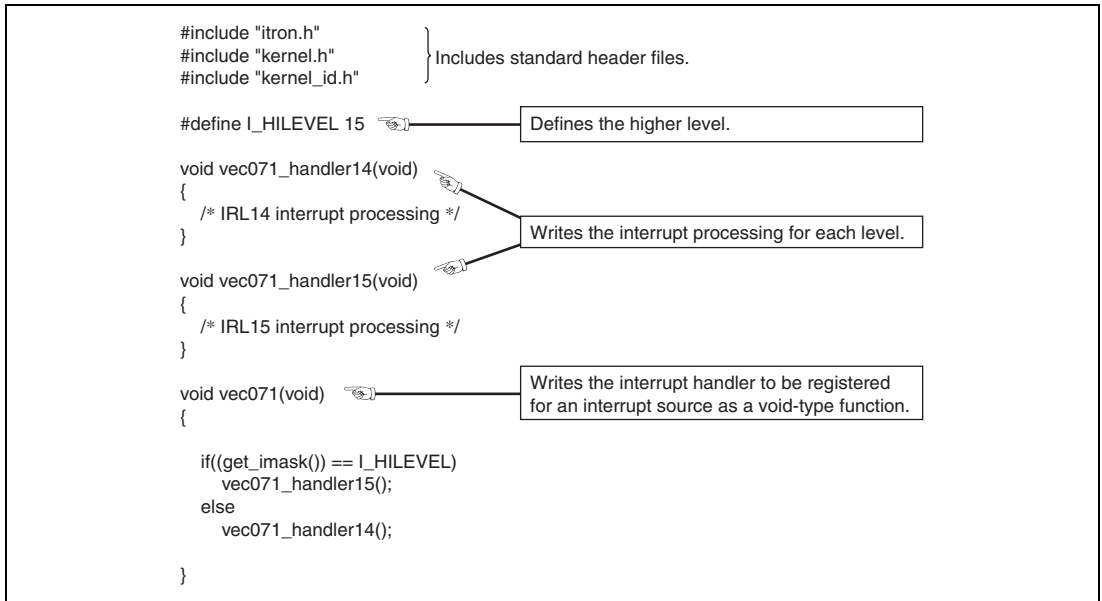 #include "itron.h"
#include "kernel.h"
#include "kernel_id.h"
Includes standard header files.
#define I_HILEVEL 15
Defines the higher level.
void vec071_handler14(void)
{
/* IRL14 interrupt processing */
}
Writes the interrupt processing for each level.
void vec071_handler15(void)
{
/* IRL15 interrupt processing */
}
void vec071(void)
Writes the interrupt handler to be registered
for an interrupt source as a void-type function.
{
if((get_imask()) == I_HILEVEL)
vec071_handler15();
else
vec071_handler14();
}